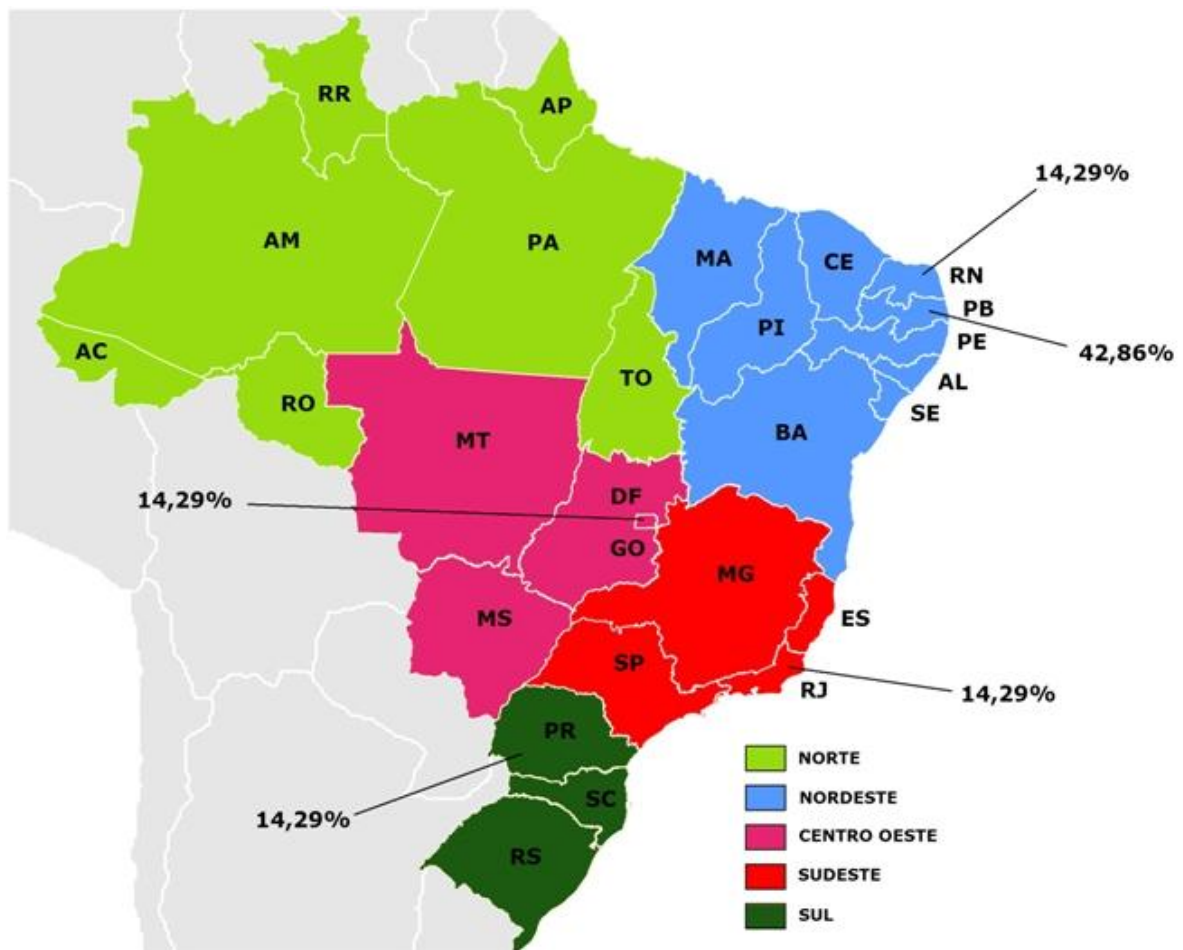 RR
AP
14,29%
AM
PA
MA
CE
RN
PB
PI
PE
42,86%
AC
TO
AL
RO
SE
BA
MT
14,29%
DF
GO
MG
MS
ES
SP
RJ
14,29%
PR
NORTE
SC
NORDESTE
14,29%
CENTRO OESTE
RS
SUDESTE
SUL